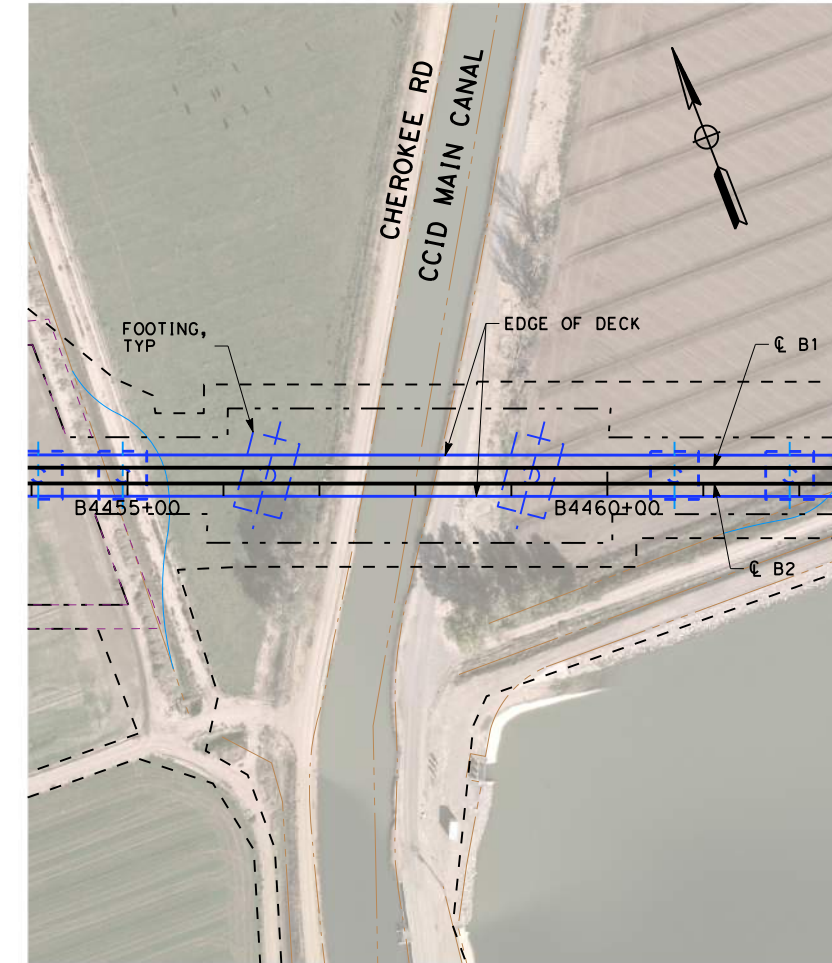 CHEROKEE RD
CCID MAIN CANAL
FOOTING,
TYP
EDGE OF DECK
℄ B1
B4455+00
B4460+00
℄ B2